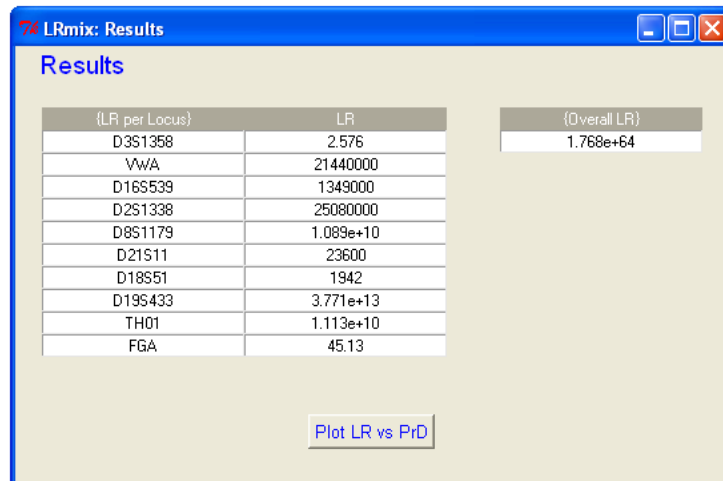 LRmix: Results
Results
{LR per Locus} LR {Overall LR}
D3S1358 2.576 1.768e+64
VWA 21440000
D16S539 1349000
D2S1338 25080000
D8S1179 1.089e+10
D21S11 23600
D18S51 1942
D19S433 3.771e+13
TH01 1.113e+10
FGA 45.13
Plot LR vs PrD